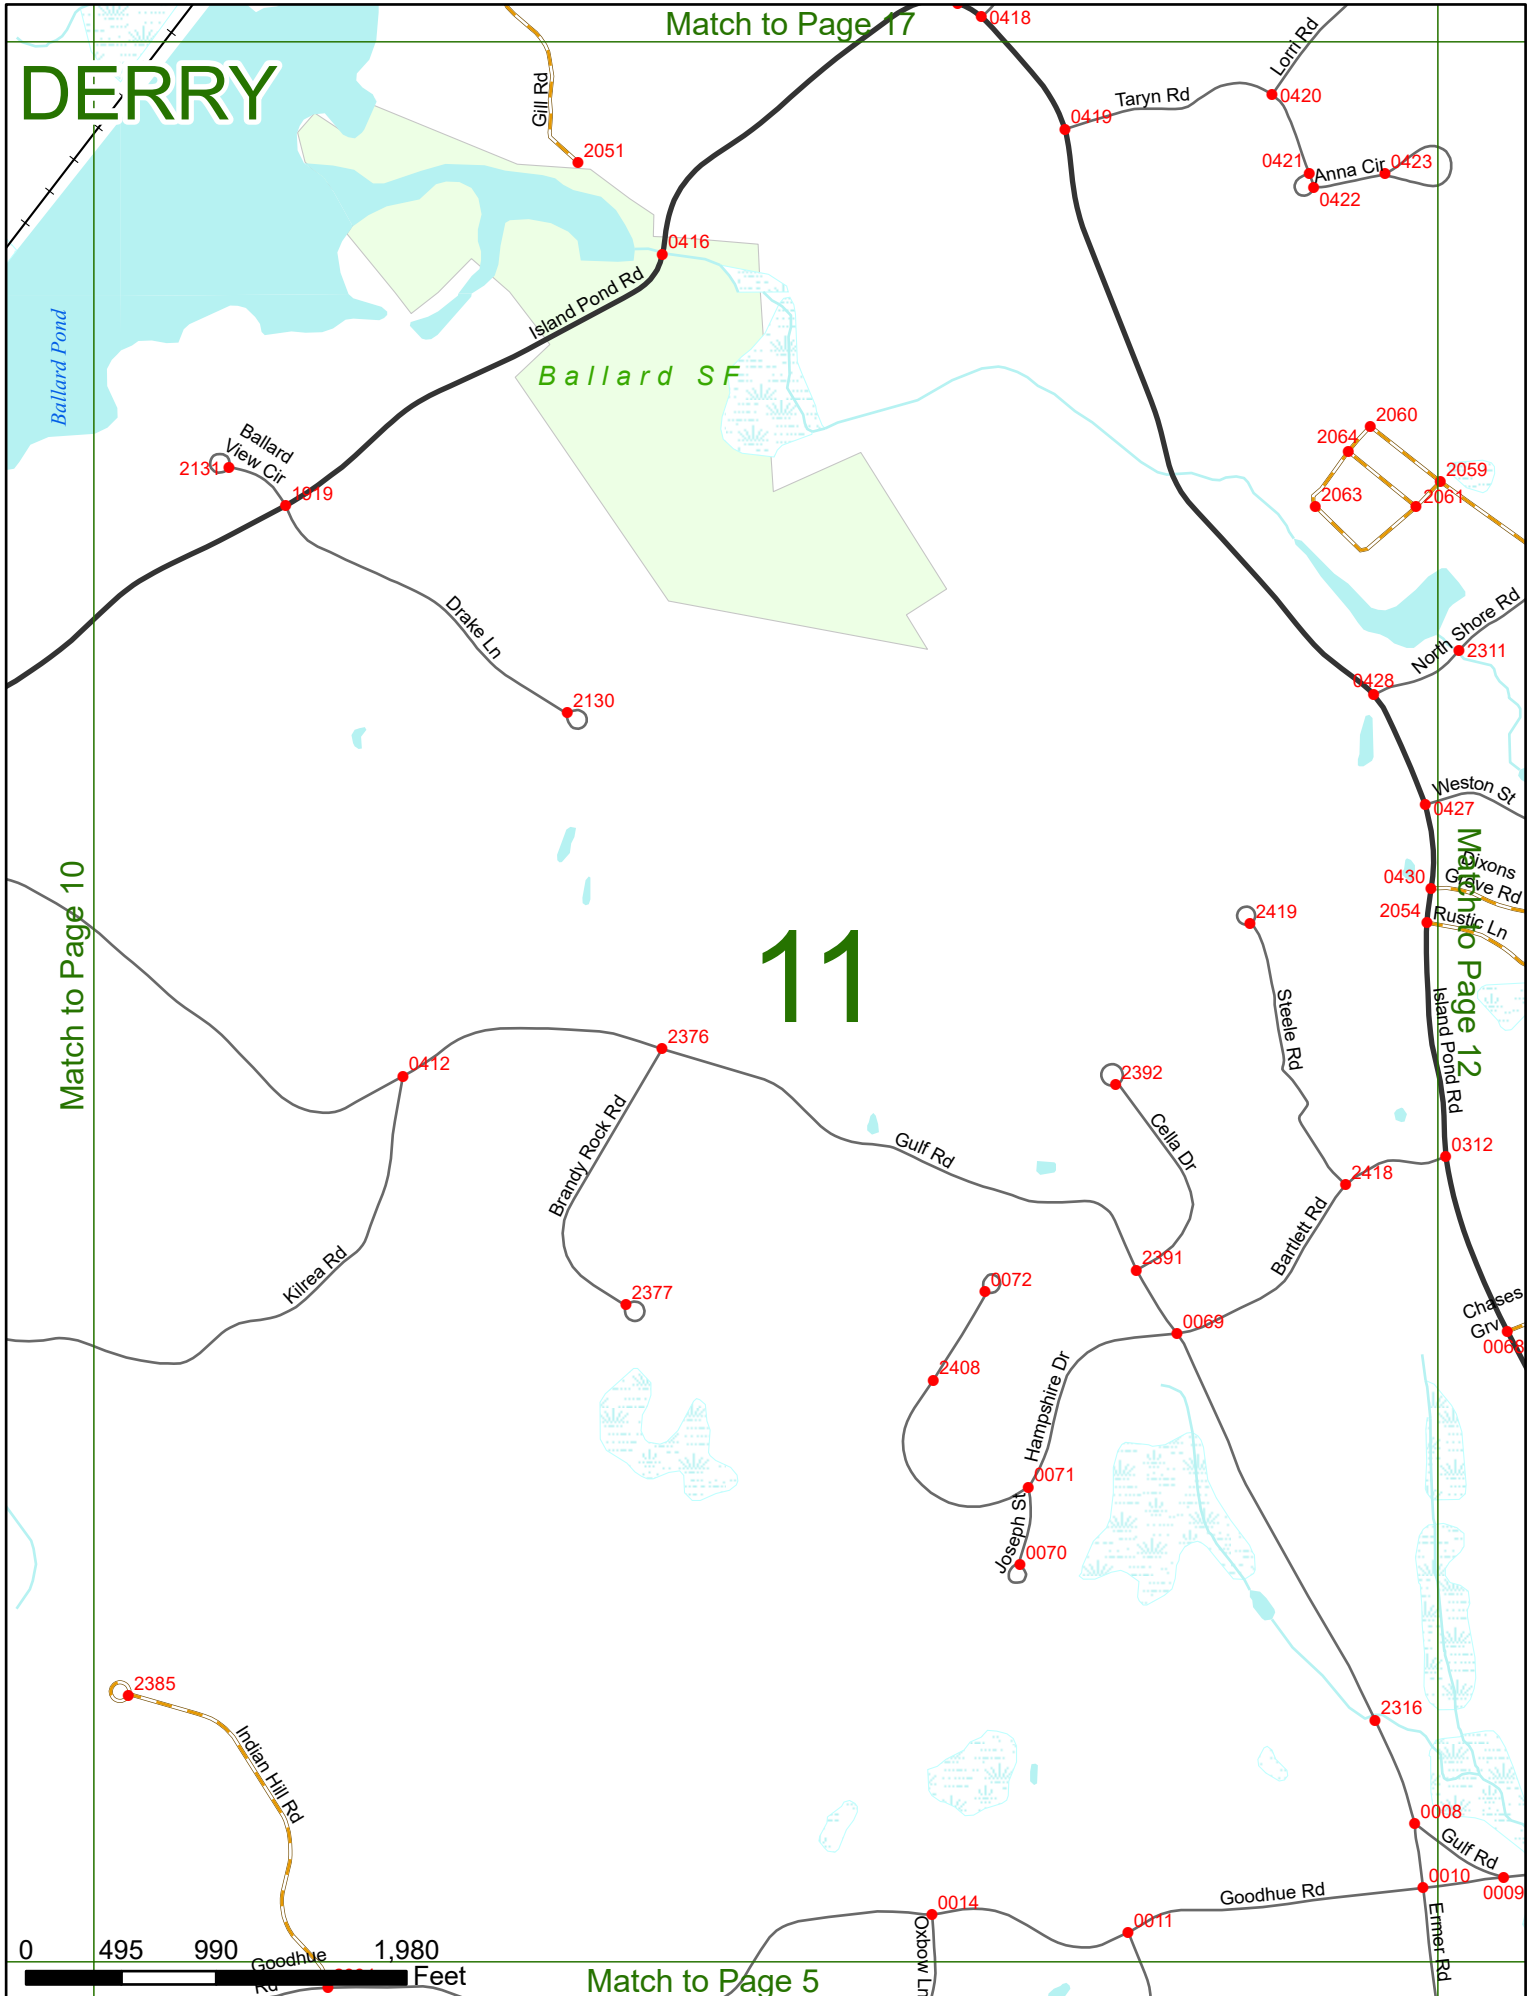 Match to Page 17
0418
DERRY
Gill Rd
2051
Lorri Rd
Taryn Rd
0420
0419
0421
Anna Cir
0423
0422
0416
Island Pond Rd
Ballard Pond
Ballard SF
Ballard
View Cir
2131
1919
2060
2064
2059
2063
2061
Drake Ln
North Shore Rd
2311
0428
2130
Weston St
0427
Match to Page 10
Match to Page 12
Dixons
Grove Rd
0430
2054
Rustic Ln
2419
11
Steele Rd
Island Pond Rd
2376
0412
2392
Cella Dr
Brandy Rock Rd
Gulf Rd
0312
2418
Bartlett Rd
Kilrea Rd
2391
0072
2377
Chases
Grv
0068
0069
2408
Hampshire Dr
0071
Joseph St
0070
2385
Indian Hill Rd
2316
0008
Gulf Rd
0010
0009
Goodhue Rd
0014
0011
Oxbow Ln
Ermer Rd
0 495 990 1,980
Feet
Goodhue
Rd
Match to Page 5